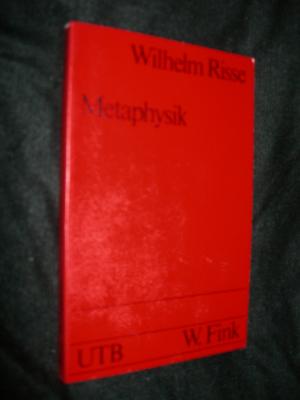 Wilhelm Risse
Metaphysik
UTB W. Fink